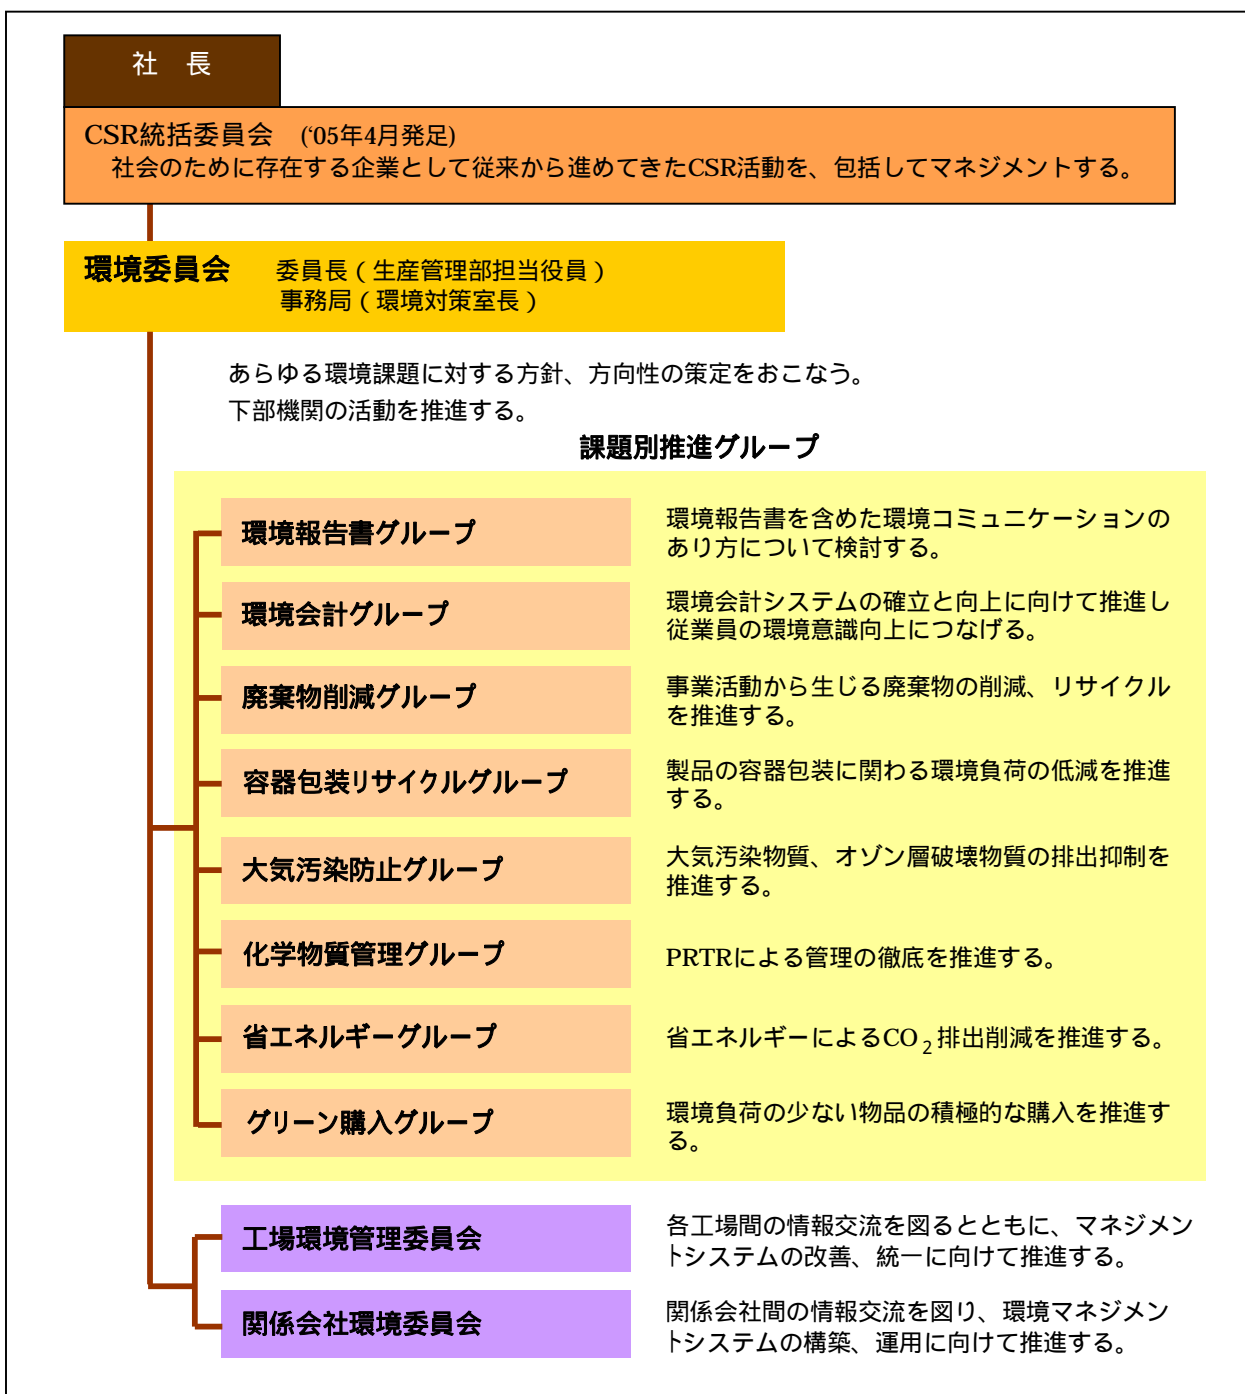 社　長
CSR統括委員会　(‘05年4月発足)
社会のために存在する企業として従来から進めてきたCSR活動を、包括してマネジメントする。
環境委員会　委員長（生産管理部担当役員）
事務局（環境対策室長）
あらゆる環境課題に対する方針、方向性の策定をおこなう。
下部機関の活動を推進する。
課題別推進グループ
環境報告書グループ
環境報告書を含めた環境コミュニケーションの
あり方について検討する。
環境会計グループ
環境会計システムの確立と向上に向けて推進し
従業員の環境意識向上につなげる。
廃棄物削減グループ
事業活動から生じる廃棄物の削減、リサイクル
を推進する。
容器包装リサイクルグループ
製品の容器包装に関わる環境負荷の低減を推進
する。
大気汚染防止グループ
大気汚染物質、オゾン層破壊物質の排出抑制を
推進する。
化学物質管理グループ
PRTRによる管理の徹底を推進する。
省エネルギーグループ
省エネルギーによるCO₂排出削減を推進する。
グリーン購入グループ
環境負荷の少ない物品の積極的な購入を推進す
る。
工場環境管理委員会
各工場間の情報交流を図るとともに、マネジメン
トシステムの改善、統一に向けて推進する。
関係会社環境委員会
関係会社間の情報交流を図り、環境マネジメン
トシステムの構築、運用に向けて推進する。